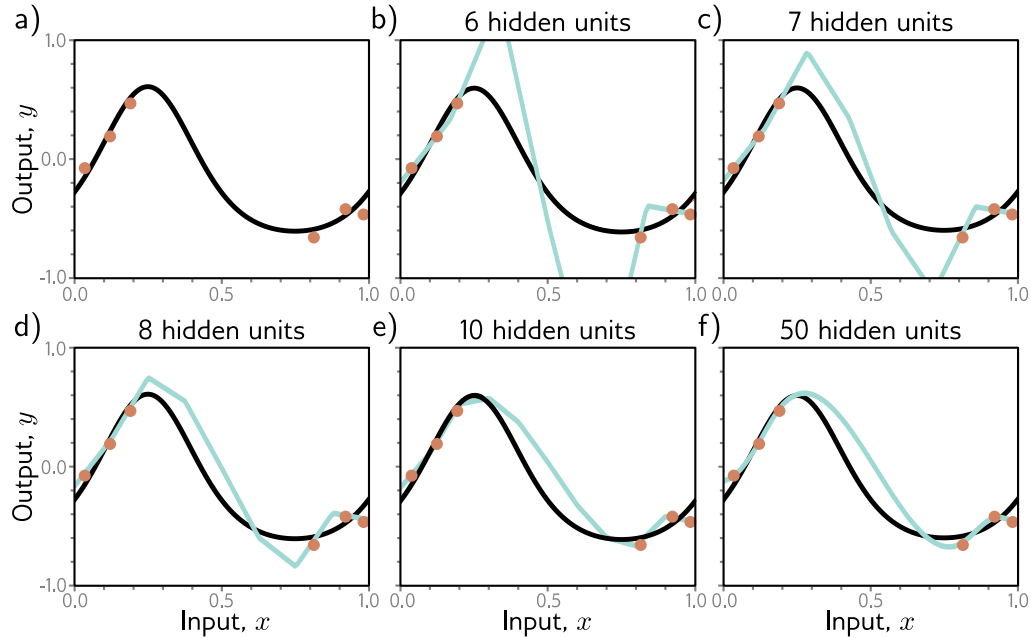 a)
b) 6 hidden units
c) 7 hidden units
1.0
0.0
-1.0
Output, y
0.0 0.5 1.0
0.0 0.5 1.0
0.0 0.5 1.0
d) 8 hidden units
e) 10 hidden units
f) 50 hidden units
1.0
0.0
-1.0
Output, y
0.0 0.5 1.0
0.0 0.5 1.0
0.0 0.5 1.0
Input, x
Input, x
Input, x